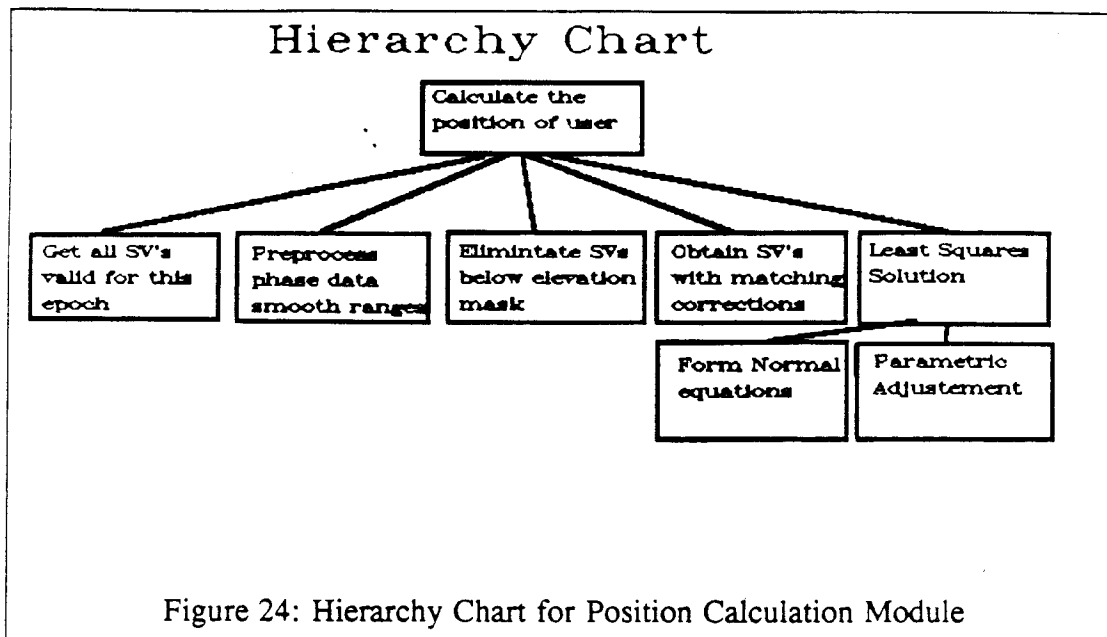 Hierarchy Chart
Calculate the
position of user
Get all SV's
valid for this
epoch
Preprocess
phase data
smooth ranges
Elimintate SVs
below elevation
mask
Obtain SV's
with matching
corrections
Least Squares
Solution
Form Normal
equations
Parametric
Adjustement
Figure 24: Hierarchy Chart for Position Calculation Module